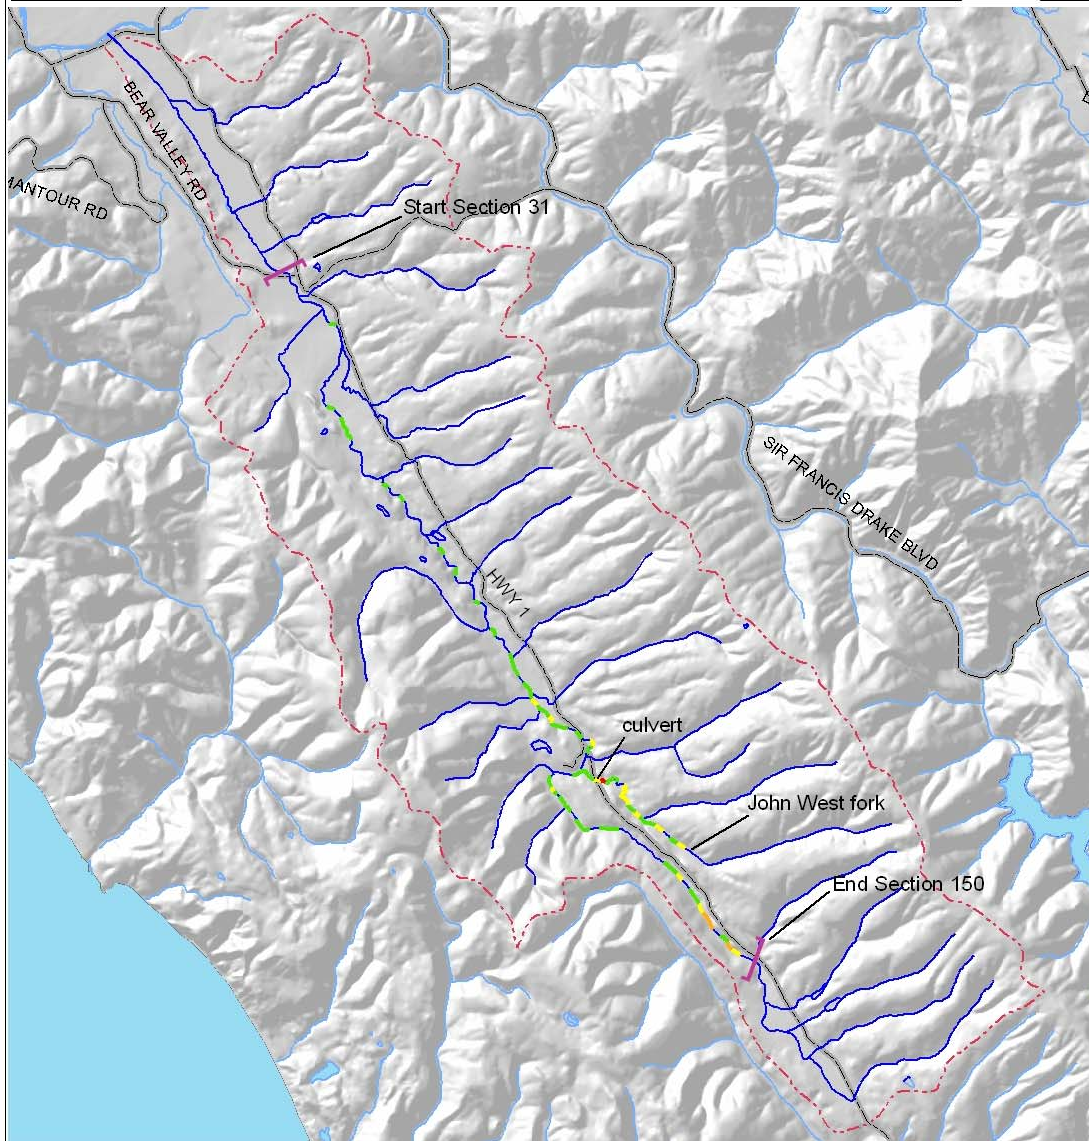 BEAR VALLEY RD
MANTOUR RD
Start Section 31
SIR FRANCIS DRAKE BLVD
HWY 1
culvert
John West fork
End Section 150